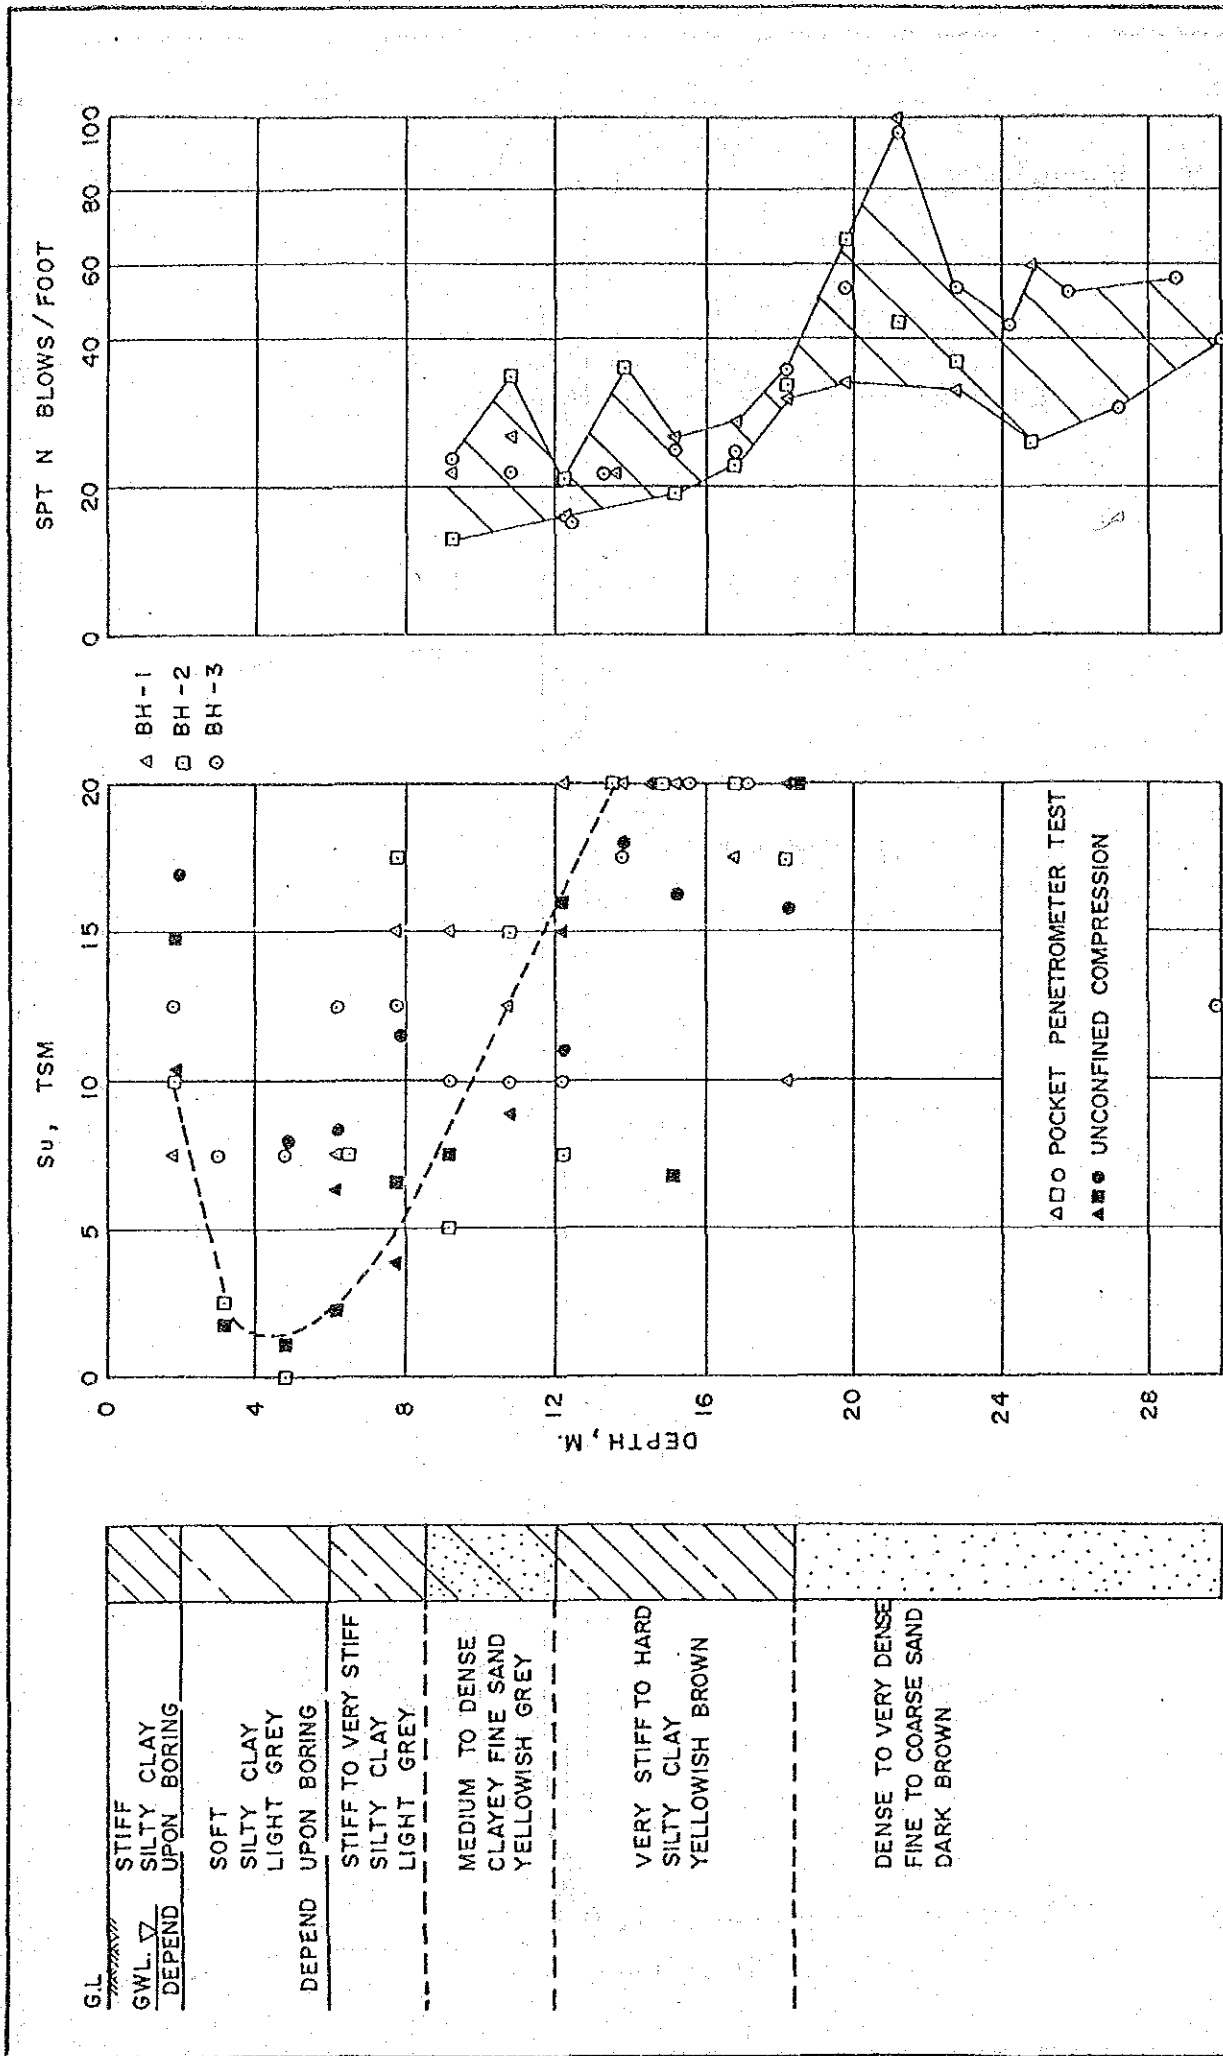 G.L
STIFF
SILTY CLAY
GWL.
DEPEND UPON BORING
SOFT
SILTY CLAY
LIGHT GREY
DEPEND UPON BORING
STIFF TO VERY STIFF
SILTY CLAY
LIGHT GREY
MEDIUM TO DENSE
CLAYEY FINE SAND
YELLOWISH GREY
VERY STIFF TO HARD
SILTY CLAY
YELLOWISH BROWN
DENSE TO VERY DENSE
FINE TO COARSE SAND
DARK BROWN
DEPTH, M.
0
4
8
12
16
20
24
28
Su, TSM
0 5 10 15 20
△□○ POCKET PENETROMETER TEST
▲■● UNCONFINED COMPRESSION
△ BH-1
□ BH-2
○ BH-3
SPT N BLOWS/FOOT
0 20 40 60 80 100